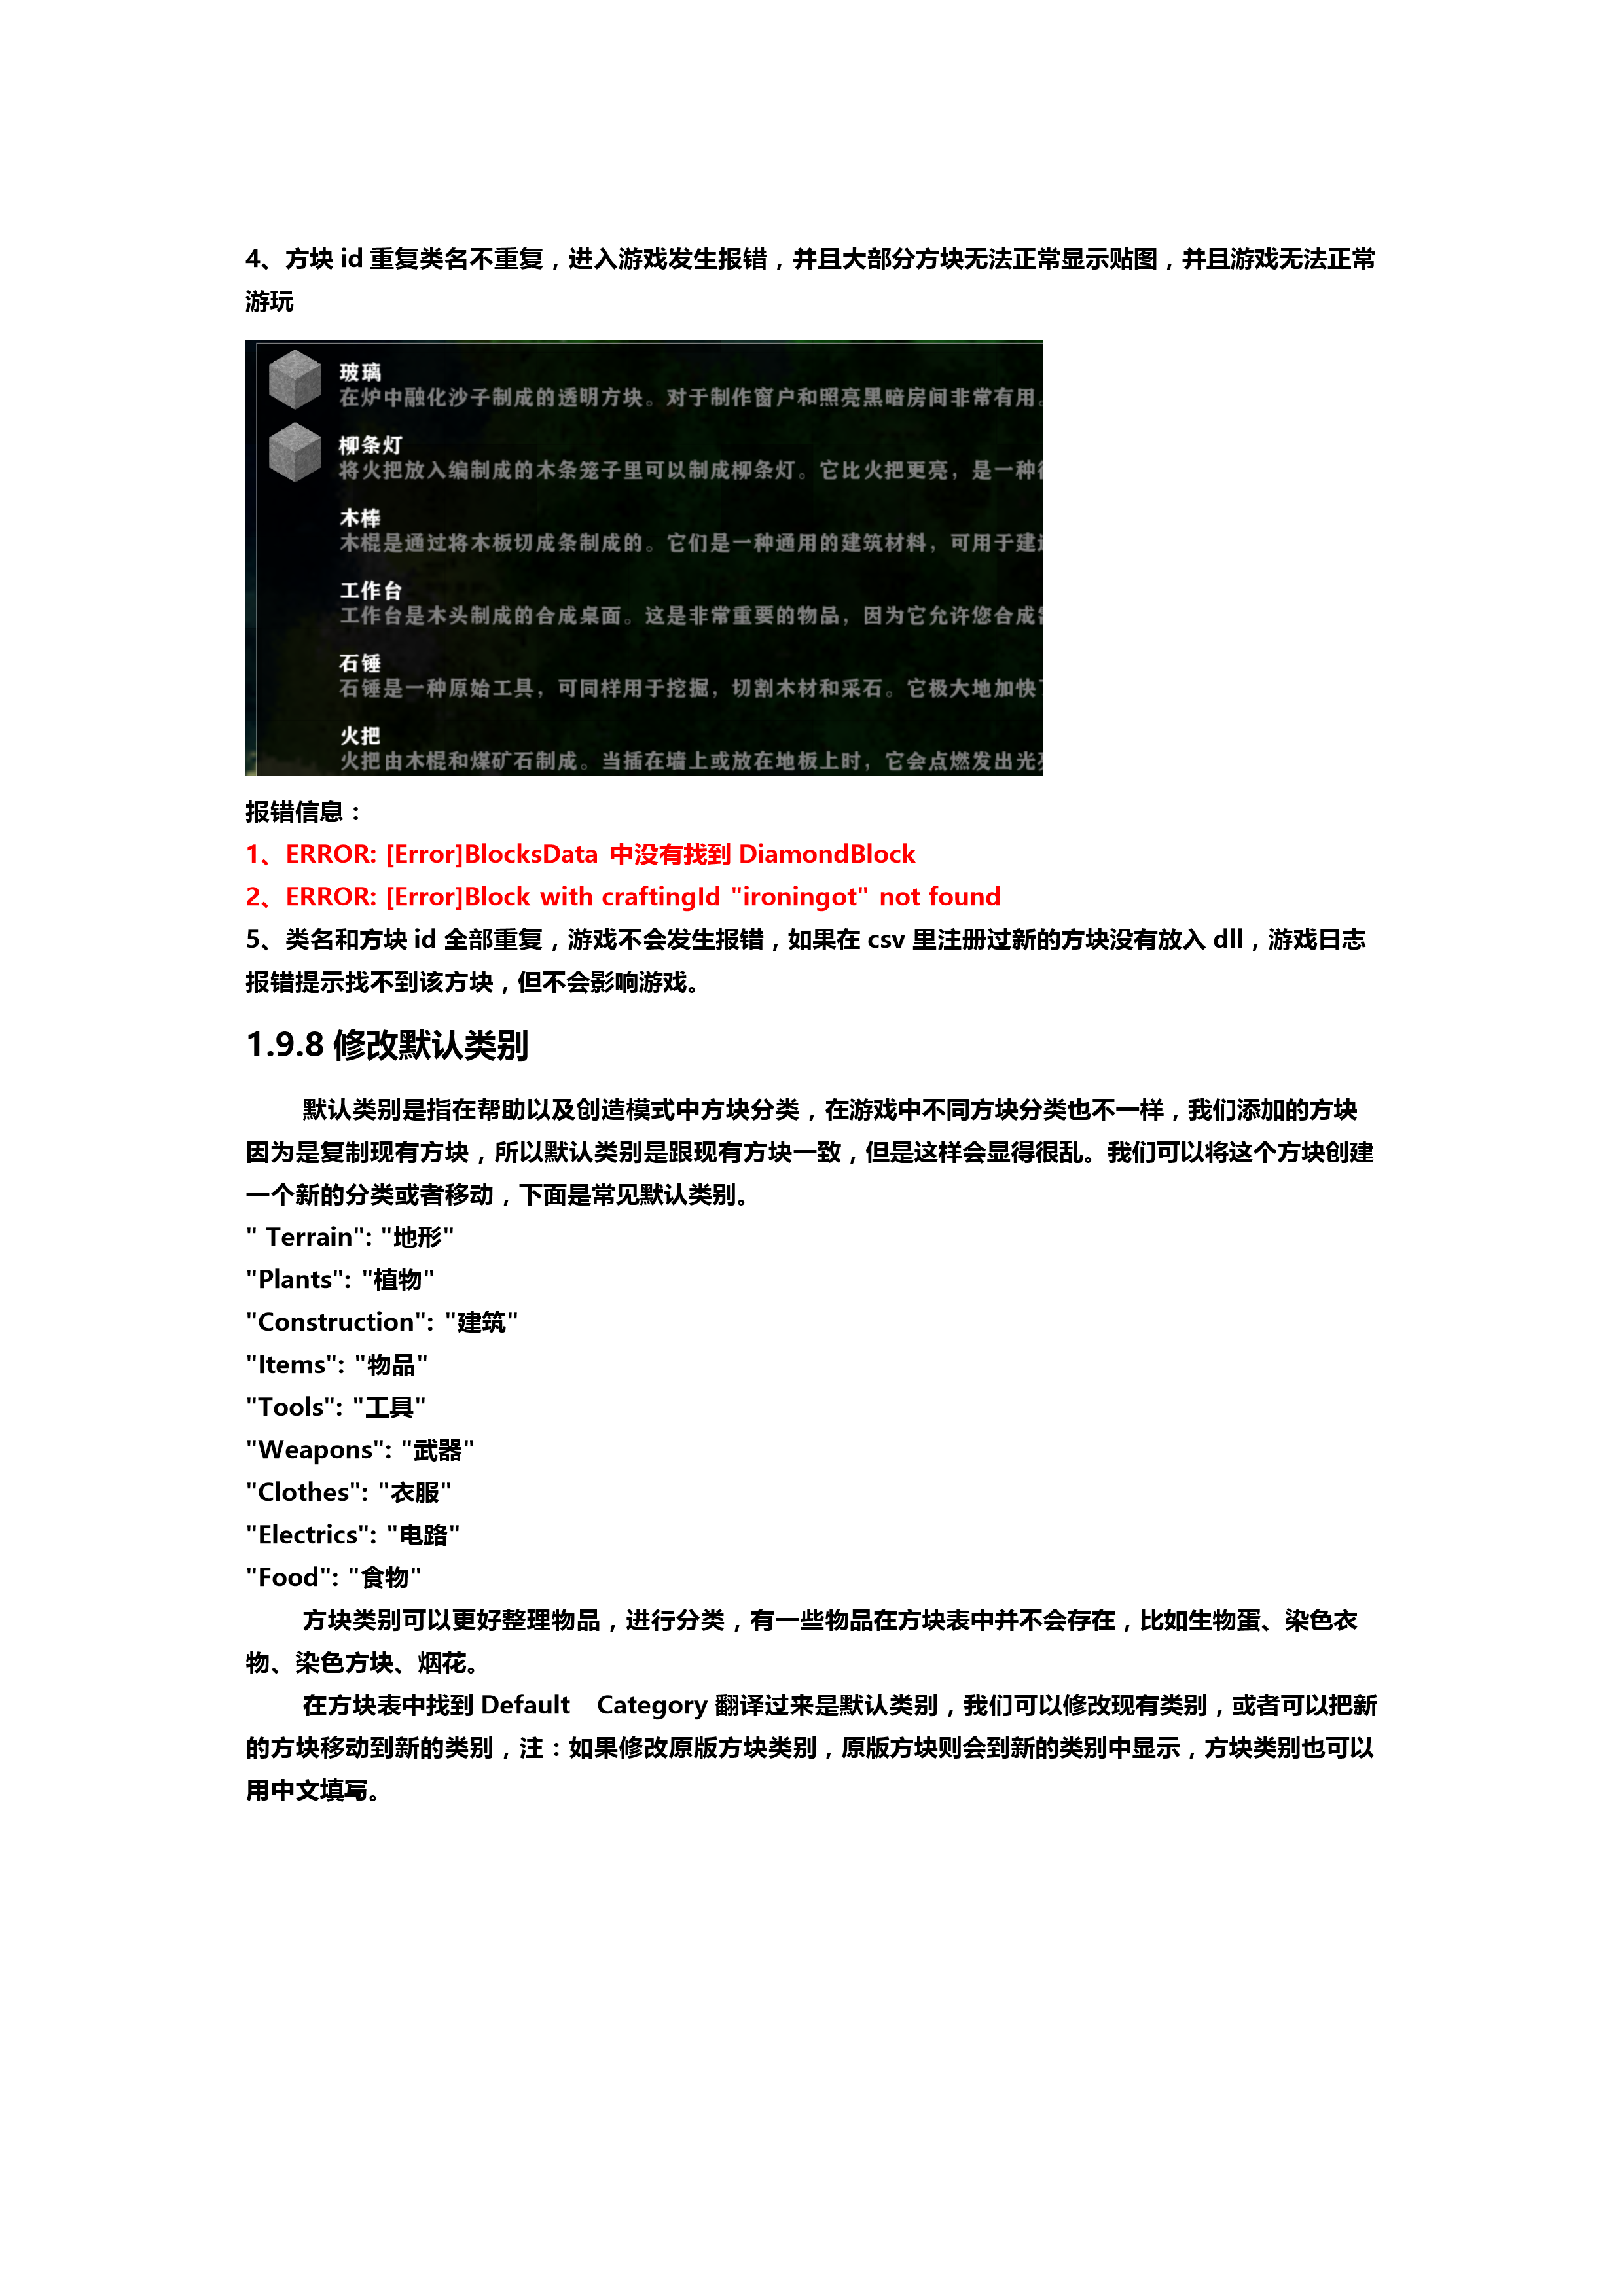 4、方块 id 重复类名不重复，进入游戏发生报错，并且大部分方块无法正常显示贴图，并且游戏无法正常
游玩
玻璃
在炉中融化沙子制成的透明方块。对于制作窗户和照亮黑暗房间非常有用。
柳条灯
将火把放入编制成的木条笼子里可以制成柳条灯。它比火把更亮，是一种
木棒
木棍是通过将木板切成条制成的。它们是一种通用的建筑材料，可用于建
工作台
工作台是木头制成的合成桌面。这是非常重要的物品，因为它允许您合成
石锤
石锤是一种原始工具，可同样用于挖掘，切割木材和采石。它极大地加快
火把
火把由木棍和煤矿石制成。当插在墙上或放在地板上时，它会点燃发出光
报错信息：
1、ERROR: [Error]BlocksData 中没有找到 DiamondBlock
2、ERROR: [Error]Block with craftingId "ironingot" not found
5、类名和方块 id 全部重复，游戏不会发生报错，如果在 csv 里注册过新的方块没有放入 dll，游戏日志
报错提示找不到该方块，但不会影响游戏。
1.9.8 修改默认类别
默认类别是指在帮助以及创造模式中方块分类，在游戏中不同方块分类也不一样，我们添加的方块
因为是复制现有方块，所以默认类别是跟现有方块一致，但是这样会显得很乱。我们可以将这个方块创建
一个新的分类或者移动，下面是常见默认类别。
" Terrain": "地形"
"Plants": "植物"
"Construction": "建筑"
"Items": "物品"
"Tools": "工具"
"Weapons": "武器"
"Clothes": "衣服"
"Electrics": "电路"
"Food": "食物"
方块类别可以更好整理物品，进行分类，有一些物品在方块表中并不会存在，比如生物蛋、染色衣
物、染色方块、烟花。
在方块表中找到 Default Category 翻译过来是默认类别，我们可以修改现有类别，或者可以把新
的方块移动到新的类别，注：如果修改原版方块类别，原版方块则会到新的类别中显示，方块类别也可以
用中文填写。